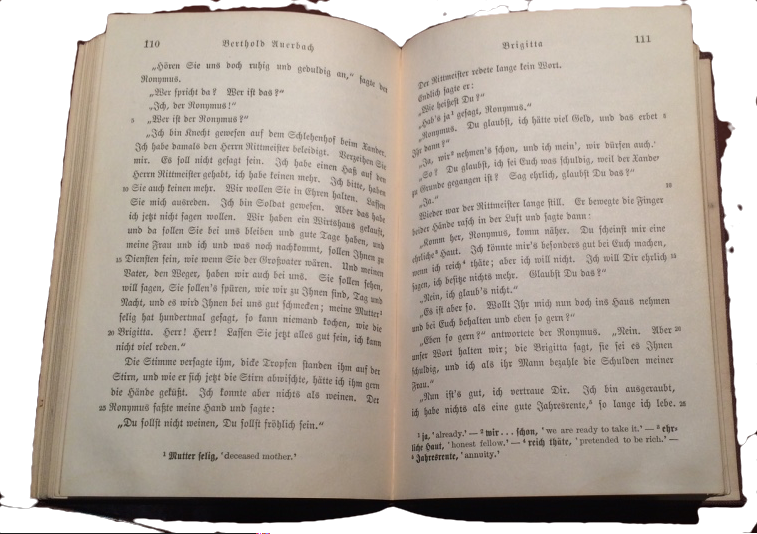 110
Berthold Auerbach
„Hören Sie uns doch ruhig und geduldig an,“ sagte der
Ronymus.
„Wer spricht da? Wer ist das?“
„Ich, der Ronymus!“
5 „Wer ist der Ronymus?“
„Ich bin Knecht gewesen auf dem Schlehenhof beim Xander.
Ich habe damals den Herrn Rittmeister beleidigt. Verzeihen Sie
mir. Es soll nicht gesagt sein. Ich habe einen Haß auf den
Herrn Rittmeister gehabt, ich habe keinen mehr. Ich bitte, haben
10 Sie auch keinen mehr. Wir wollen Sie in Ehren halten. Lassen
Sie mich ausreden. Ich bin Soldat gewesen. Aber das habe
ich jetzt nicht sagen wollen. Wir haben ein Wirtshaus gekauft,
und da sollen Sie bei uns bleiben und gute Tage haben, und
meine Frau und ich und was noch nachkommt, sollen Ihnen zu
15 Diensten sein, wie wenn Sie der Großvater wären. Und meinen
Vater, den Weger, haben wir auch bei uns. Sie sollen sehen,
will sagen, Sie sollen's spüren, wie wir zu Ihnen sind, Tag und
Nacht, und es wird Ihnen bei uns gut schmecken; meine Mutter¹
selig hat hundertmal gesagt, so kann niemand kochen, wie die
20 Brigitta. Herr! Herr! Lassen Sie jetzt alles gut sein, ich kann
nicht viel reden.“
Die Stimme versagte ihm, dicke Tropfen standen ihm auf der
Stirn, und wie er sich jetzt die Stirn abwischte, hätte ich ihm gern
die Hände geküßt. Ich konnte aber nichts als weinen. Der
25 Ronymus faßte meine Hand und sagte:
„Du sollst nicht weinen, Du sollst fröhlich sein.“
¹ Mutter selig, 'deceased mother.'
Brigitta
111
Der Rittmeister redete lange kein Wort.
Endlich sagte er:
„Wie heißest Du?“
„Hab's ja¹ gesagt, Ronymus.“
„Ronymus. Du glaubst, ich hätte viel Geld, und das erbet 5
Ihr dann?“
„Ja, wir² nehmen's schon, und ich mein', wir dürfen auch.“
„So? Du glaubst, ich sei Euch was schuldig, weil der Xander
zu Grunde gegangen ist? Sag ehrlich, glaubst Du das?“
„Ja.“ 10
Wieder war der Rittmeister lange still. Er bewegte die Finger
beider Hände rasch in der Luft und sagte dann:
„Komm her, Ronymus, komm näher. Du scheinst mir eine
ehrliche³ Haut. Ich könnte mir's besonders gut bei Euch machen,
wenn ich reich⁴ thäte; aber ich will nicht. Ich will Dir ehrlich 15
sagen, ich besitze nichts mehr. Glaubst Du das?“
„Nein, ich glaub's nicht.“
„Es ist aber so. Wollt Ihr mich nun doch ins Haus nehmen
und bei Euch behalten und eben so gern?“
„Eben so gern?“ antwortete der Ronymus. „Nein. Aber 20
unser Wort halten wir; die Brigitta sagt, sie sei es Ihnen
schuldig, und ich als ihr Mann bezahle die Schulden meiner
Frau.“
„Nun ist's gut, ich vertraue Dir. Ich bin ausgeraubt,
ich habe nichts als eine gute Jahresrente,⁵ so lange ich lebe. 25
¹ ja, 'already.' — ² wir . . . schon, 'we are ready to take it.' — ³ ehr-
liche Haut, 'honest fellow.' — ⁴ reich thäte, 'pretended to be rich.' —
⁵ Jahresrente, 'annuity.'